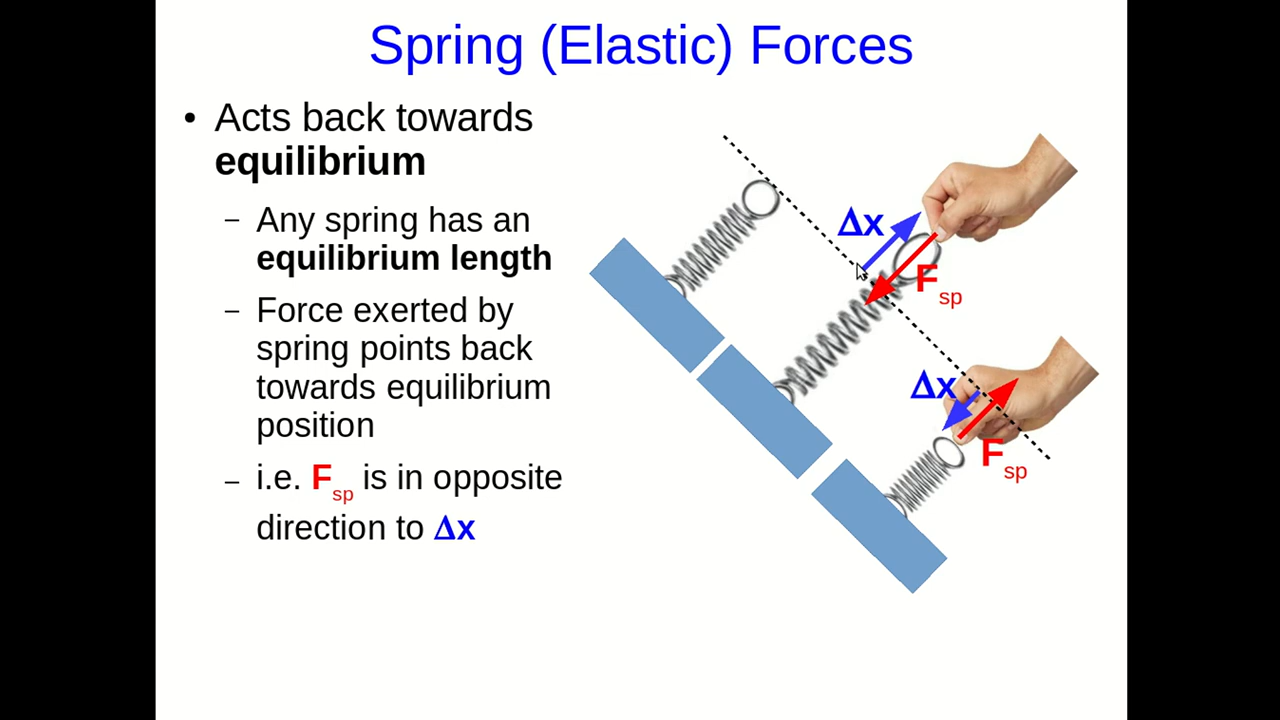 Spring (Elastic) Forces
• Acts back towards
equilibrium
– Any spring has an
equilibrium length
– Force exerted by
spring points back
towards equilibrium
position
– i.e. Fsp is in opposite
direction to Δx
Δx
Fsp
Δx
Fsp